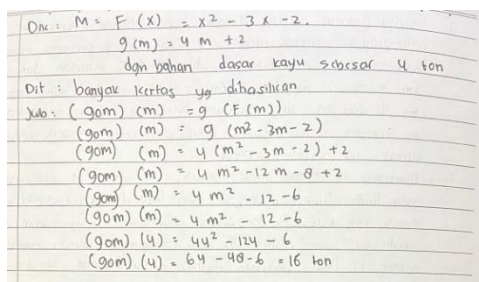 Dnc : M = F (x) = x² - 3x - 2.
g(m) = 4 m + 2
dgn bahan dasar kayu sebesar 4 ton
Dit : banyak kertas yg dihasilkan
Jwb : (gom) (m) = g (F(m))
(gom) (m) = g (m² - 3m - 2)
(gom) (m) = 4 (m² - 3m - 2) + 2
(gom) (m) = 4 m² - 12 m - 8 + 2
(gom) (m) = 4 m² - 12 - 6
(gom) (m) = 4 m² - 12 - 6
(gom) (4) = 44² - 124 - 6
(gom) (4) = 64 - 48 - 6 = 16 ton